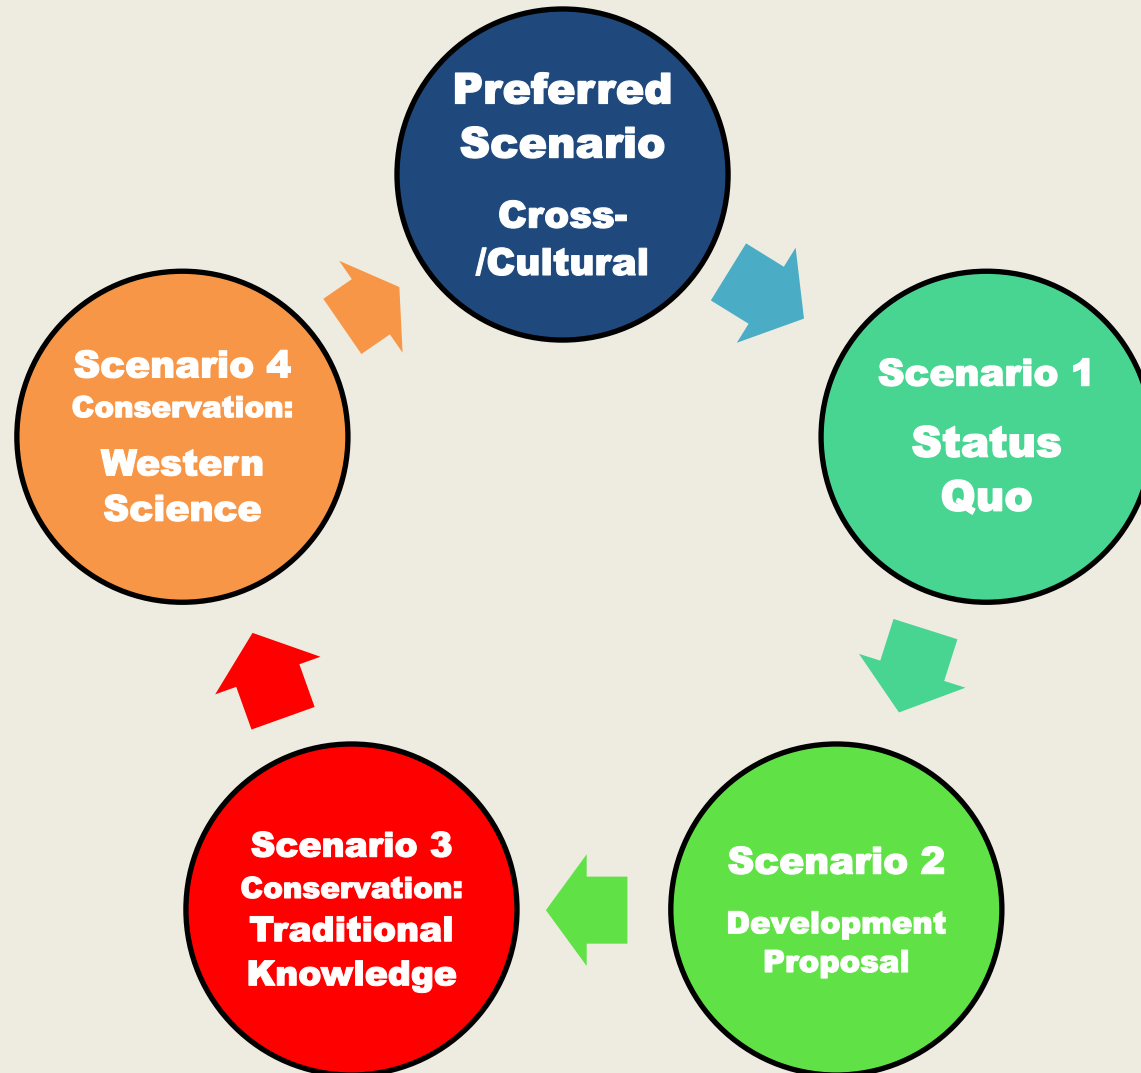 Preferred
Scenario
Cross-
/Cultural
Scenario 1
Status
Quo
Scenario 2
Development
Proposal
Scenario 3
Conservation:
Traditional
Knowledge
Scenario 4
Conservation:
Western
Science